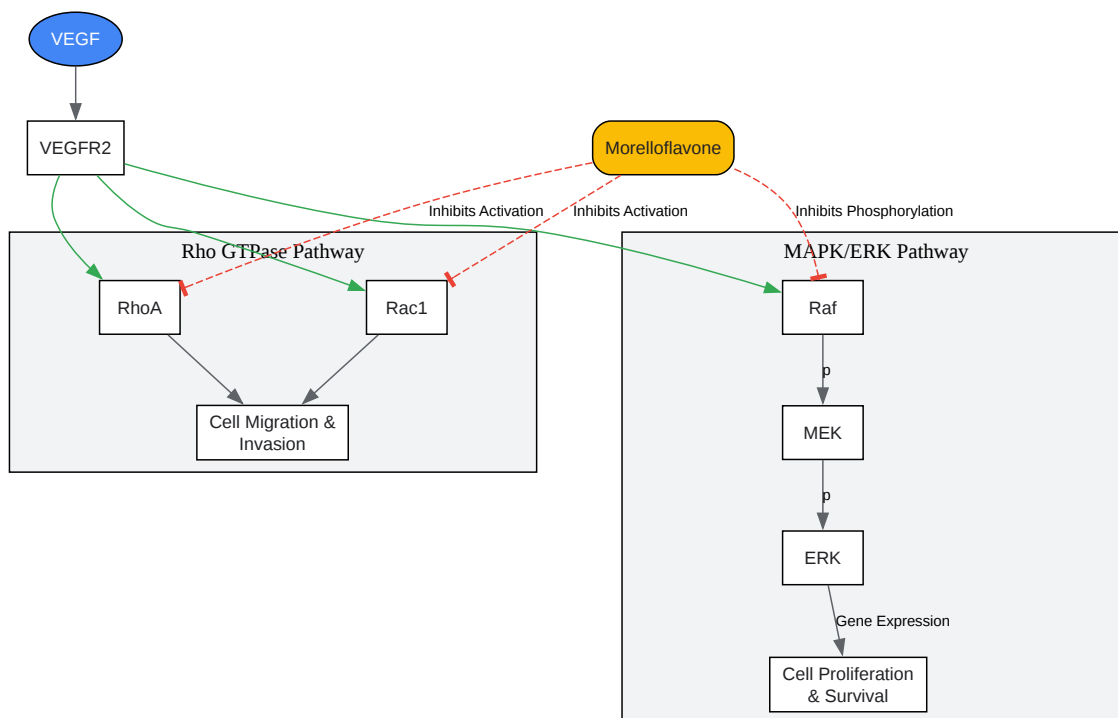 VEGF
VEGFR2
Morelloflavone
Inhibits Activation
Inhibits Activation
Inhibits Phosphorylation
Rho GTPase Pathway
MAPK/ERK Pathway
RhoA
Rac1
Raf
p
Cell Migration &
Invasion
MEK
p
ERK
Gene Expression
Cell Proliferation
& Survival